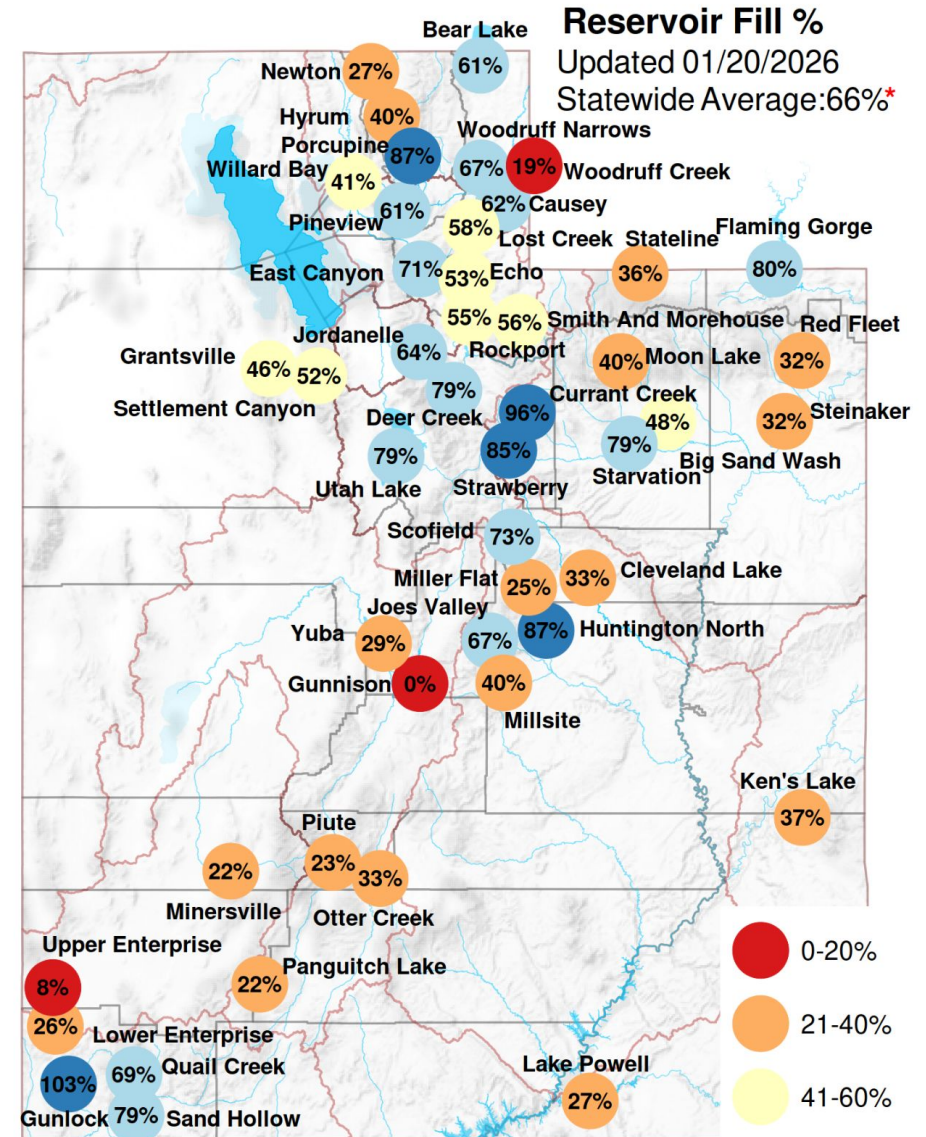 Reservoir Fill %
Updated 01/20/2026
Statewide Average:66%*
Bear Lake
61%
Newton 27%
Hyrum 40%
Porcupine 87%
Woodruff Narrows
67%
19% Woodruff Creek
Willard Bay 41%
Pineview 61%
62% Causey
58%
Lost Creek
Stateline
36%
Flaming Gorge
80%
East Canyon 71%
53% Echo
55%
Rockport
56% Smith And Morehouse
Red Fleet
32%
Jordanelle
64%
40% Moon Lake
Grantsville
46%
52%
Settlement Canyon
79%
Deer Creek
Currant Creek
96%
48%
Big Sand Wash
32% Steinaker
79%
Starvation
79%
Utah Lake
85%
Strawberry
Scofield 73%
Miller Flat 25%
33% Cleveland Lake
Joes Valley
67%
87% Huntington North
Yuba 29%
Gunnison 0%
40%
Millsite
Ken's Lake
37%
Piute
23%
33%
Otter Creek
22%
Minersville
Upper Enterprise
8%
22% Panguitch Lake
26%
Lower Enterprise
103%
Gunlock
69% Quail Creek
79% Sand Hollow
Lake Powell
27%
0-20%
21-40%
41-60%